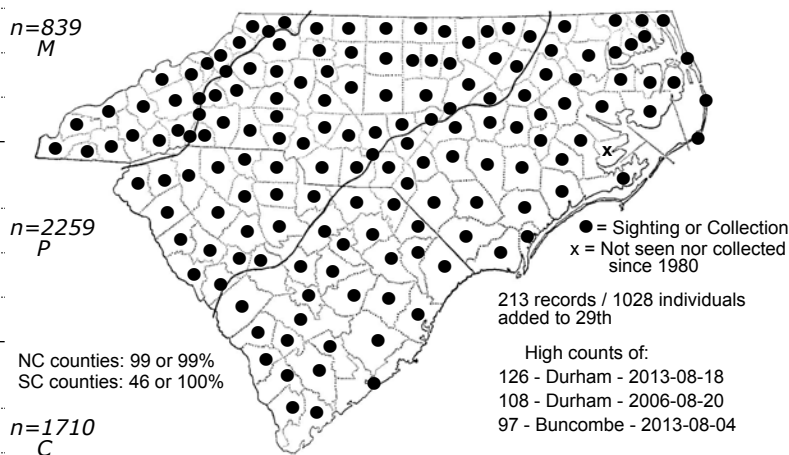 n=839
M
x
n=2259
P
● = Sighting or Collection
x = Not seen nor collected
since 1980
213 records / 1028 individuals
added to 29th
NC counties: 99 or 99%
SC counties: 46 or 100%
High counts of:
126 - Durham - 2013-08-18
108 - Durham - 2006-08-20
97 - Buncombe - 2013-08-04
n=1710
C